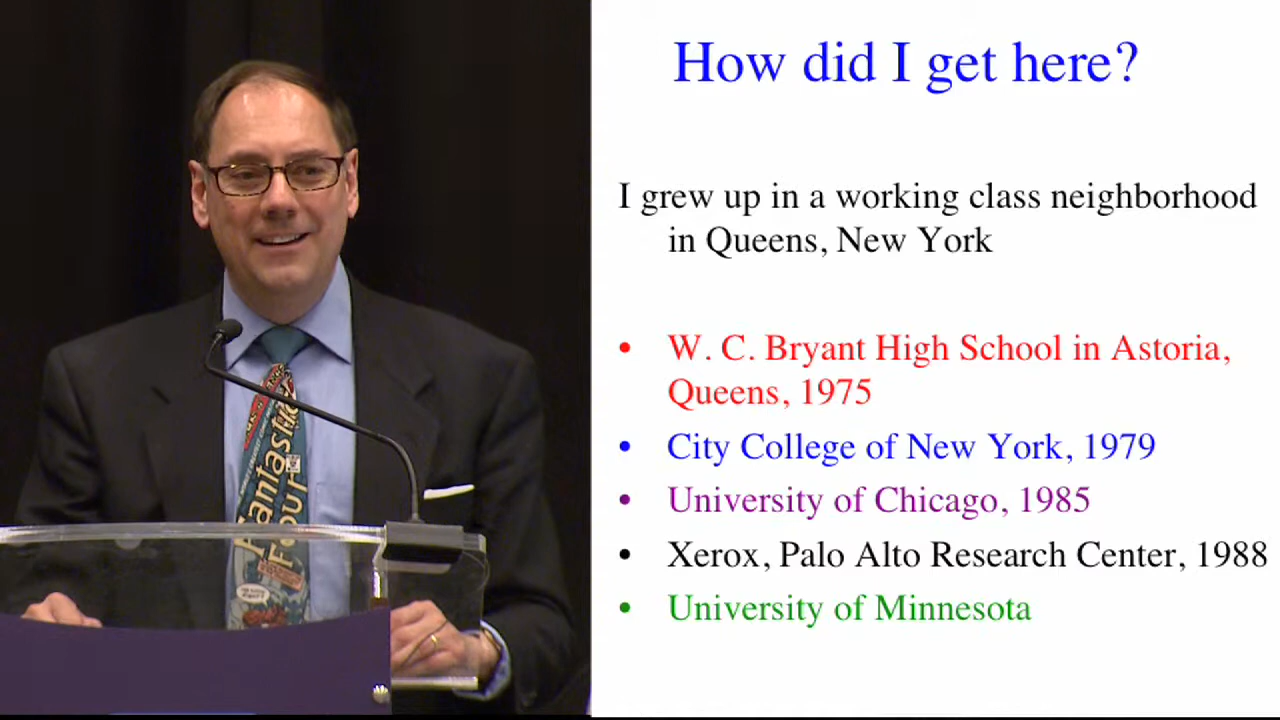 How did I get here?
I grew up in a working class neighborhood
in Queens, New York
• W. C. Bryant High School in Astoria,
Queens, 1975
• City College of New York, 1979
• University of Chicago, 1985
• Xerox, Palo Alto Research Center, 1988
• University of Minnesota
Fantastic
Four